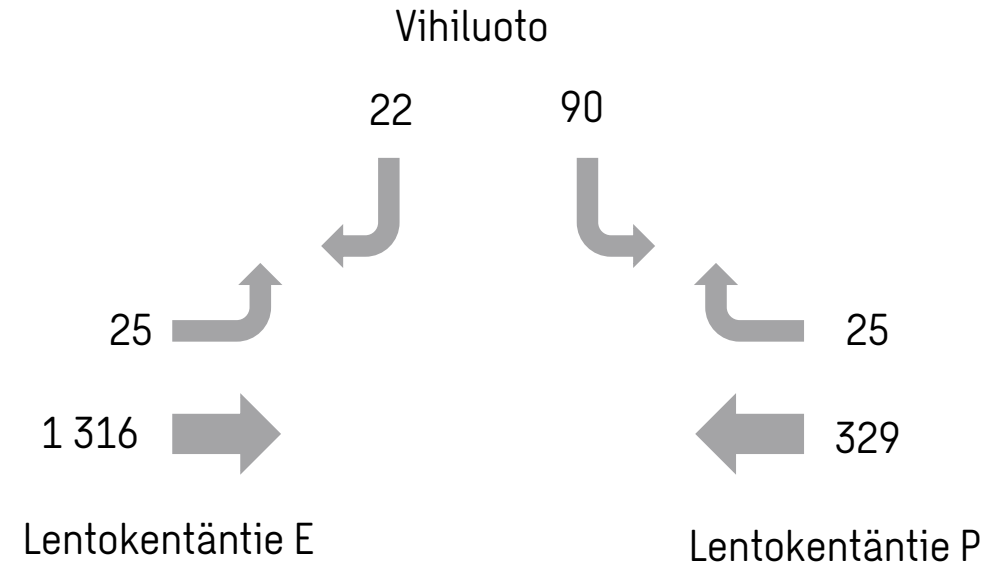 Vihiluoto
22 90
25 25
1 316 329
Lentokentäntie E
Lentokentäntie P